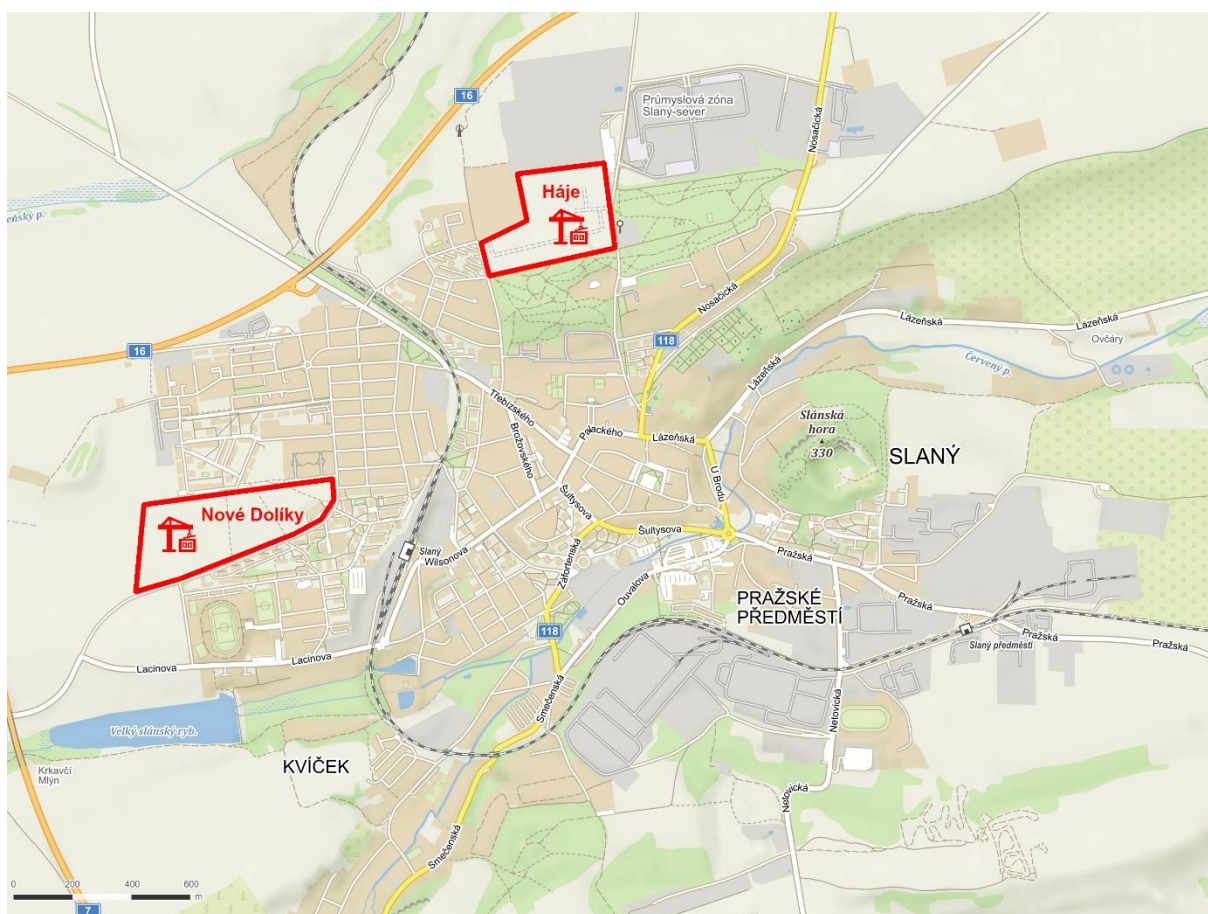 16
Průmyslová zóna
Slaný-sever
Nosačická
Háje
eňský p.
Nosačická
Lázeňská
Lázeňská
Ovčáry
118
16
Červený p.
Třebízského
Brožovského
Palackého
Lázeňská
Lázeňská
Slánská
hora
330
SLANÝ
U Brodu
Nové Dolíky
Šultysova
Šultysova
Slaný
Wilsonova
Záfortenská
Ouvalova
Pražská
PRAŽSKÉ
PŘEDMĚSTÍ
Pražská
118
Slaný předměstí
Pražská
Pražská
Lacinova
Lacinova
Smečenská
Netovická
Velký slánský ryb.
KVÍČEK
Krkavčí
Mlýn
Netovická
Smečenská
0 200 400 600
m
7